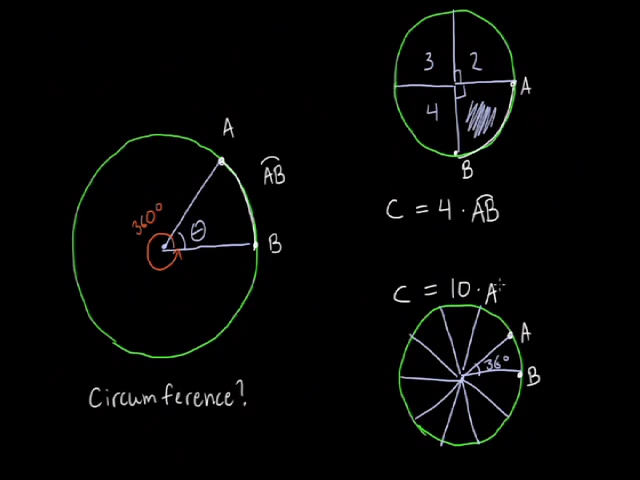 A
⌒AB
B
360°
θ
Circumference?
3
2
4
A
B
C = 4 · ⌒AB
C = 10 · A
A
36°
B